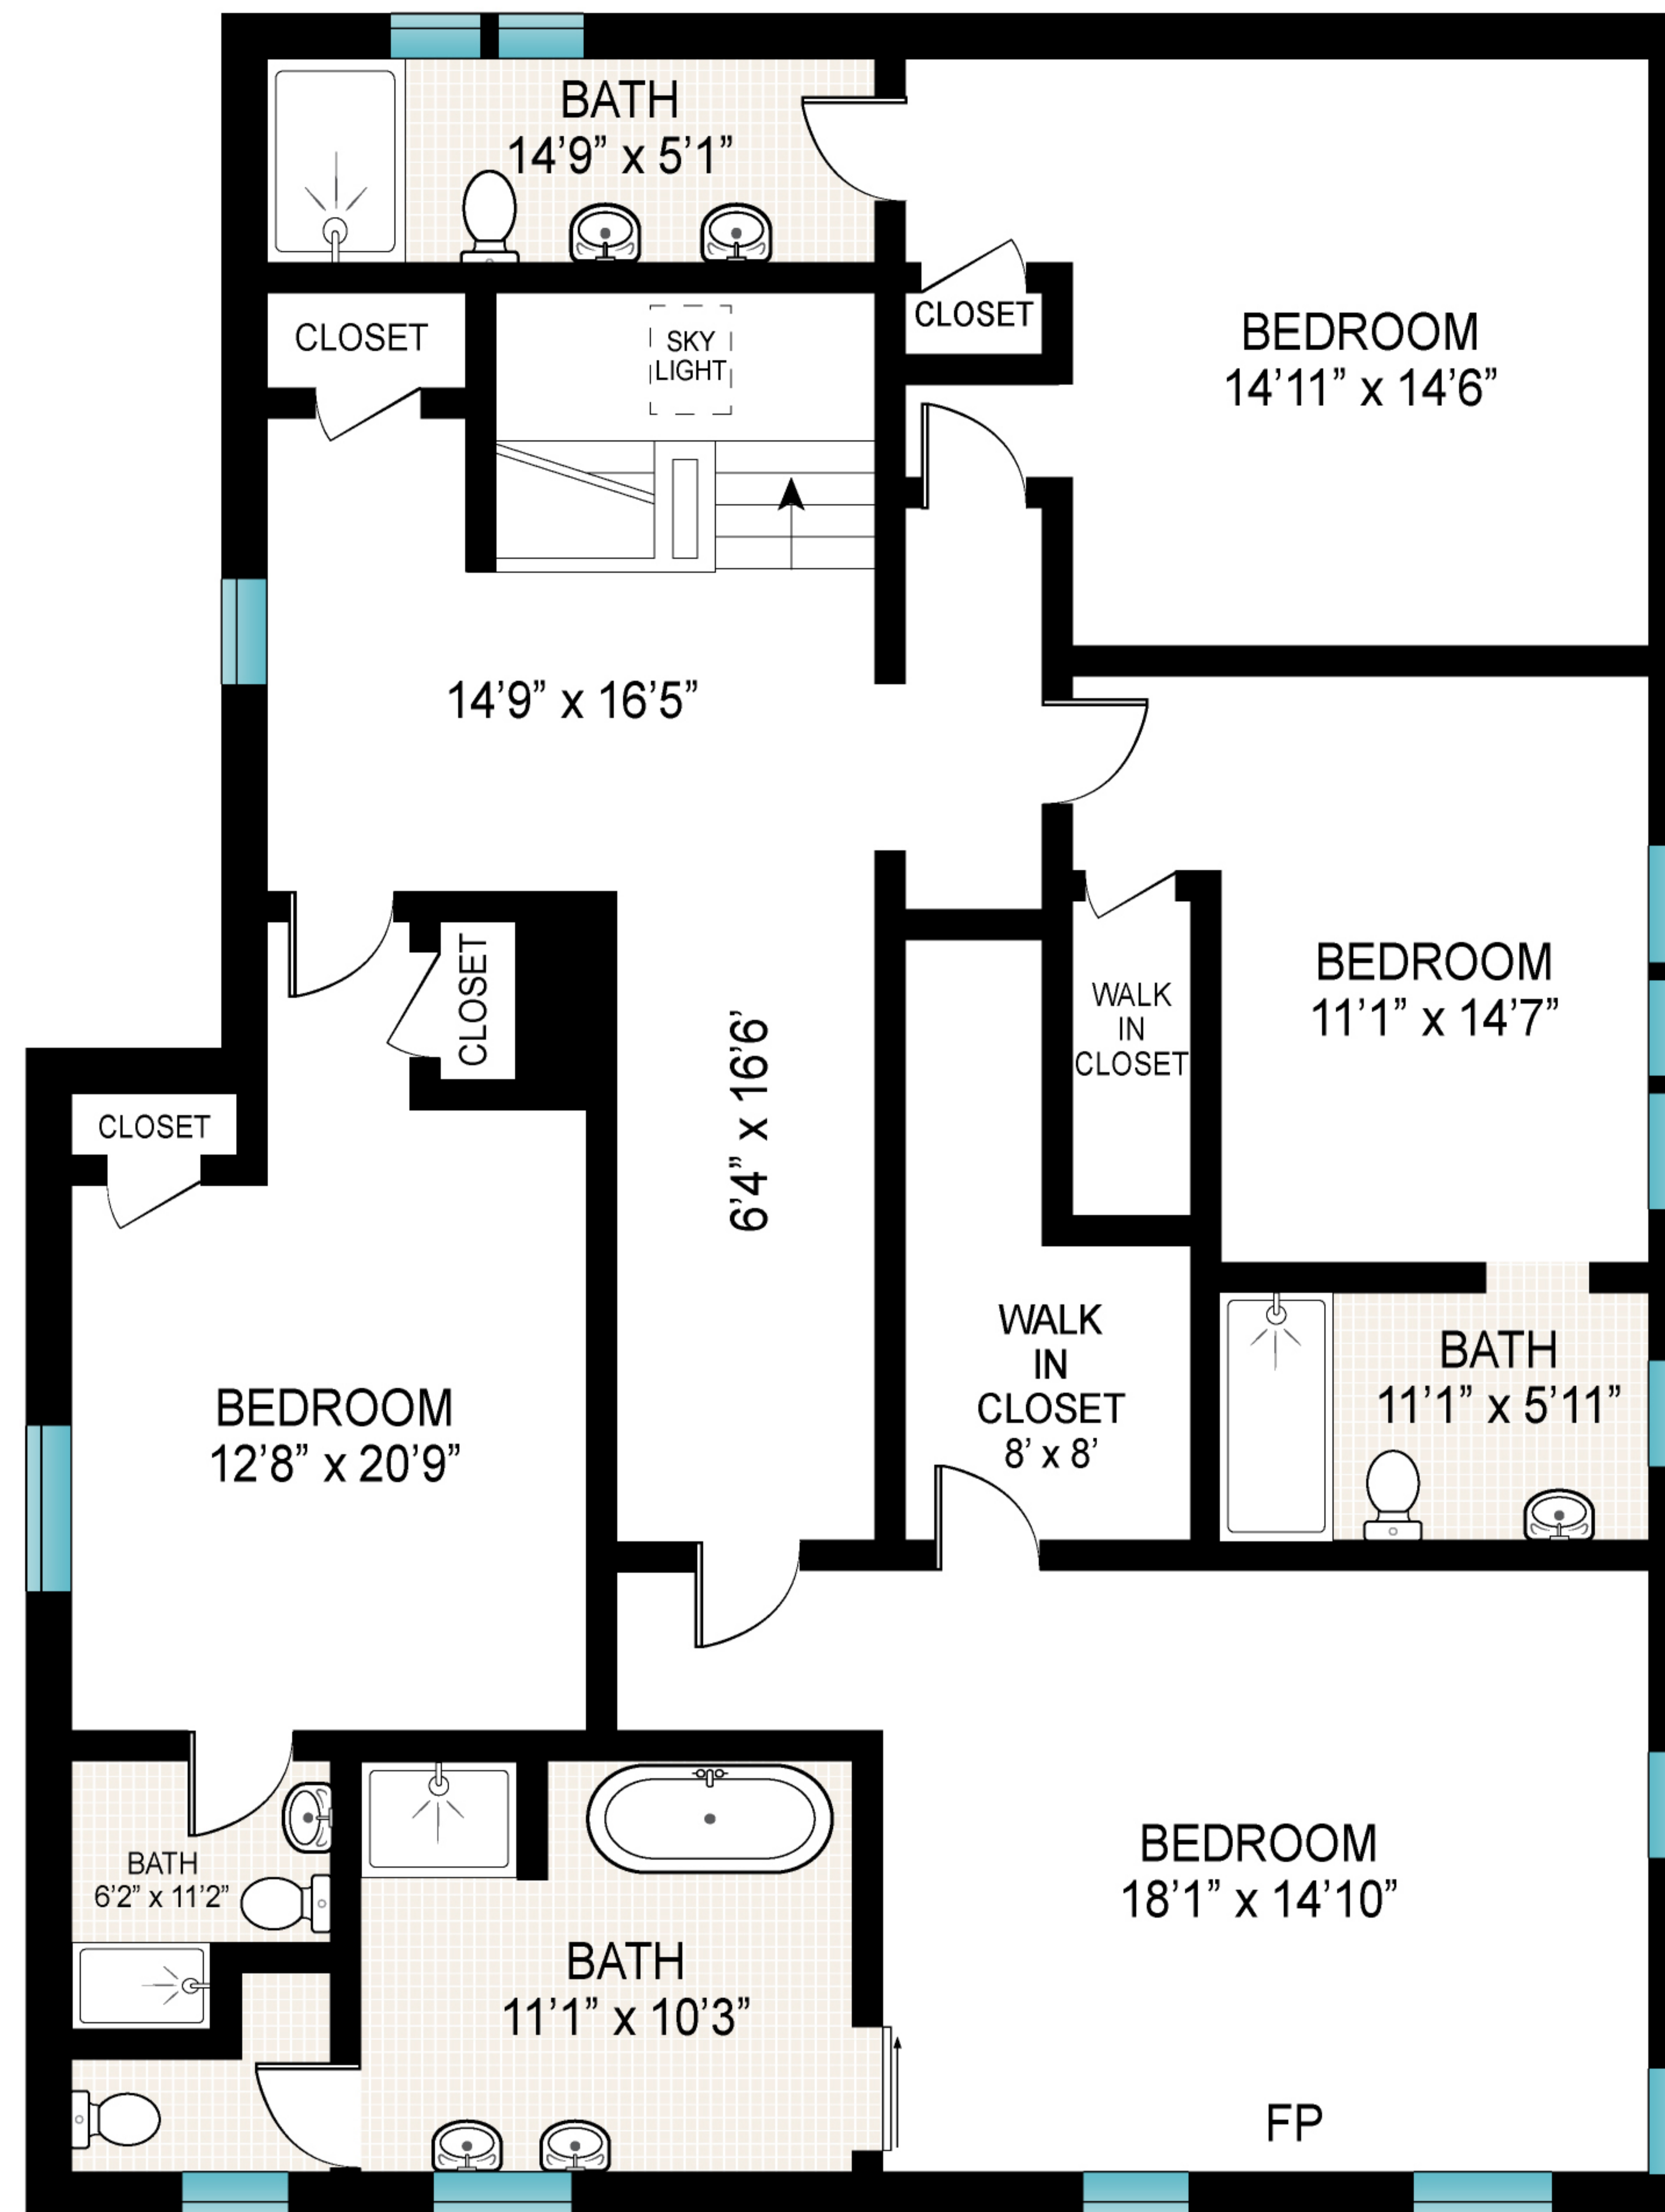 BATH
14’9” x 5’1”
CLOSET
SKY
LIGHT
CLOSET
BEDROOM
14’11” x 14’6”
14’9” x 16’5”
CLOSET
WALK
IN
CLOSET
BEDROOM
11’1” x 14’7”
CLOSET
6’4” x 16’6’
WALK
IN
CLOSET
8’ x 8’
BATH
11’1” x 5’11”
BEDROOM
12’8” x 20’9”
BATH
6’2” x 11’2”
BATH
11’1” x 10’3”
BEDROOM
18’1” x 14’10”
FP